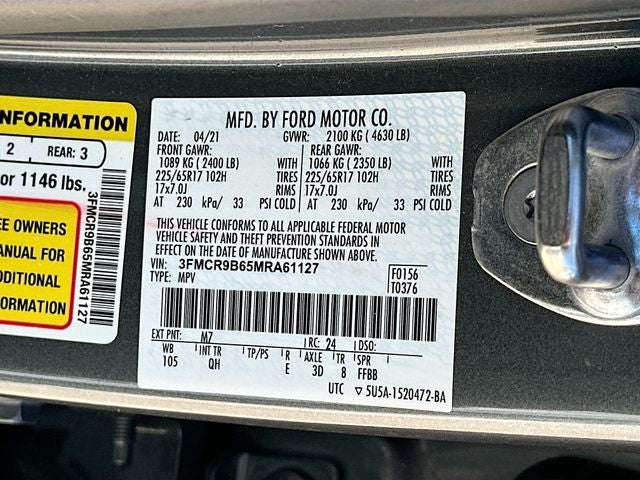 INFORMATION
2 REAR: 3
or 1146 lbs.
EE OWNERS
MANUAL FOR
ADDITIONAL
INFORMATION
3FMCR9B65MRA61127
MFD. BY FORD MOTOR CO.
DATE: 04/21 GVWR: 2100 KG ( 4630 LB)
FRONT GAWR: REAR GAWR:
1089 KG ( 2400 LB) WITH 1066 KG ( 2350 LB) WITH
225/65R17 102H TIRES 225/65R17 102H TIRES
17x7.0J RIMS 17x7.0J RIMS
AT 230 kPa/ 33 PSI COLD AT 230 kPa/ 33 PSI COLD
THIS VEHICLE CONFORMS TO ALL APPLICABLE FEDERAL MOTOR
VEHICLE SAFETY AND THEFT PREVENTION STANDARDS IN
EFFECT ON THE DATE OF MANUFACTURE SHOWN ABOVE.
VIN: 3FMCR9B65MRA61127 F0156
TYPE: MPV T0376
EXT PNT: M7 RC: 24 DSO:
WB INT TR TP/PS R AXLE TR SPR
105 QH E 3D 8 FFBB
UTC ▽ 5U5A-1520472-BA